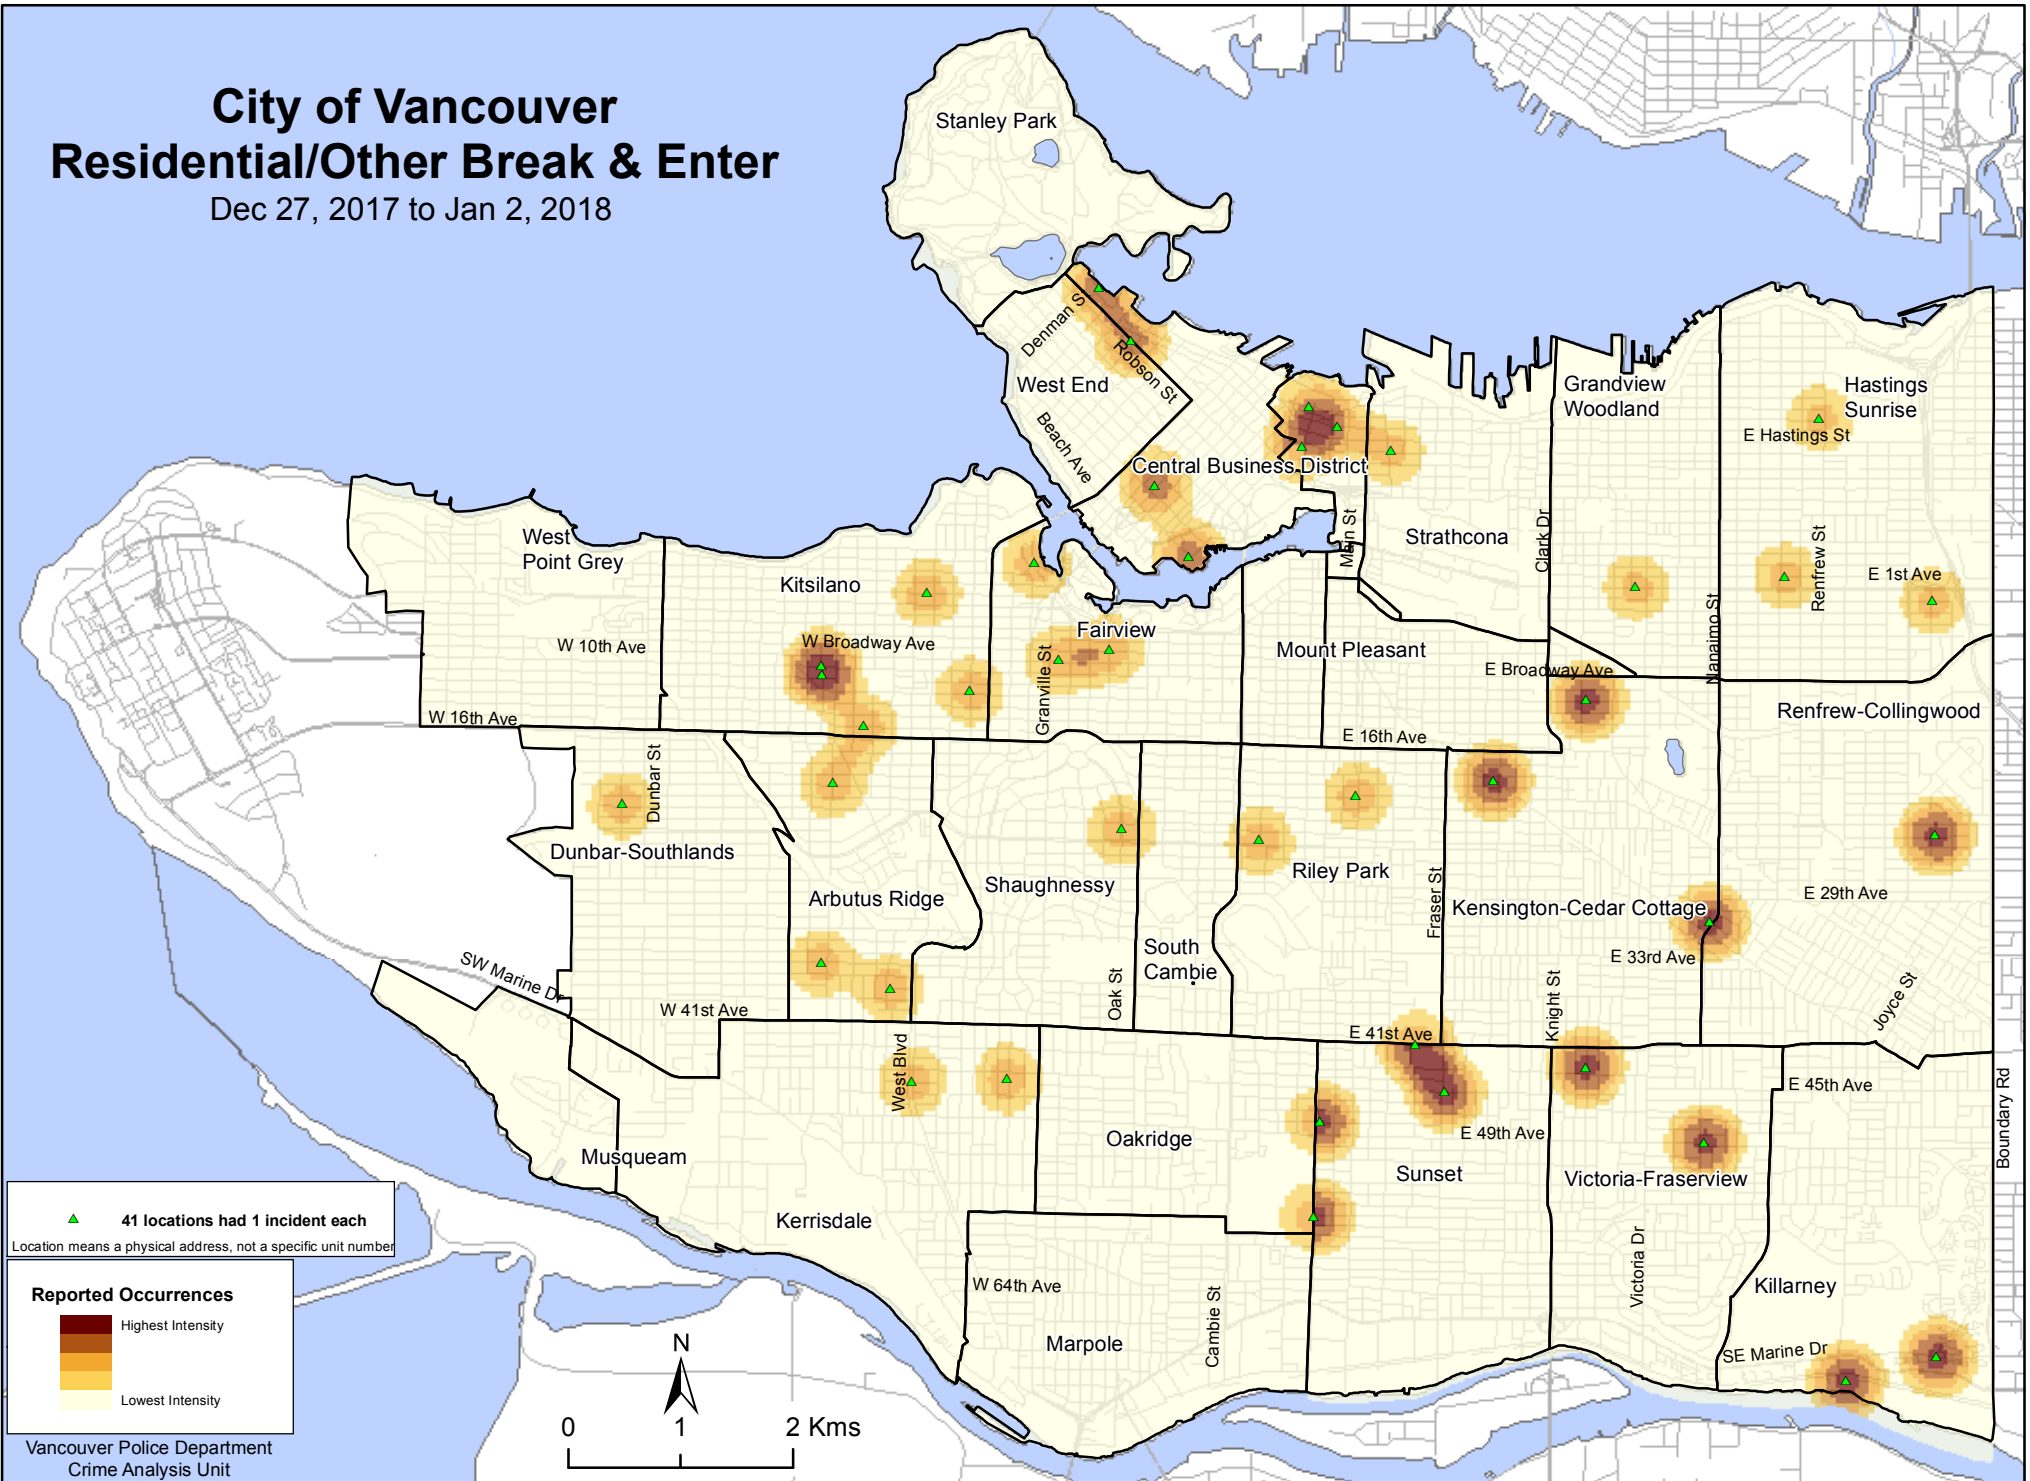 City of Vancouver
Residential/Other Break & Enter
Dec 27, 2017 to Jan 2, 2018
Stanley Park
Denman S
Robson St
West End
Beach Ave
Central Business District
Main St
Strathcona
Clark Dr
Grandview
Woodland
Hastings
Sunrise
E Hastings St
Nanaimo St
Renfrew St
E 1st Ave
West
Point Grey
Kitsilano
W 10th Ave
W Broadway Ave
Fairview
Granville St
Mount Pleasant
E Broadway Ave
Renfrew-Collingwood
W 16th Ave
E 16th Ave
Dunbar St
Dunbar-Southlands
Arbutus Ridge
Shaughnessy
Riley Park
Fraser St
Kensington-Cedar Cottage
E 29th Ave
E 33rd Ave
South
Cambie
Oak St
Knight St
Joyce St
SW Marine Dr
W 41st Ave
E 41st Ave
West Blvd
E 45th Ave
Boundary Rd
E 49th Ave
Musqueam
Oakridge
Sunset
Victoria-Fraserview
Kerrisdale
W 64th Ave
Marpole
Cambie St
Victoria Dr
Killarney
SE Marine Dr
41 locations had 1 incident each
Location means a physical address, not a specific unit number
Reported Occurrences
Highest Intensity
Lowest Intensity
Vancouver Police Department
Crime Analysis Unit
N
0 1 2 Kms